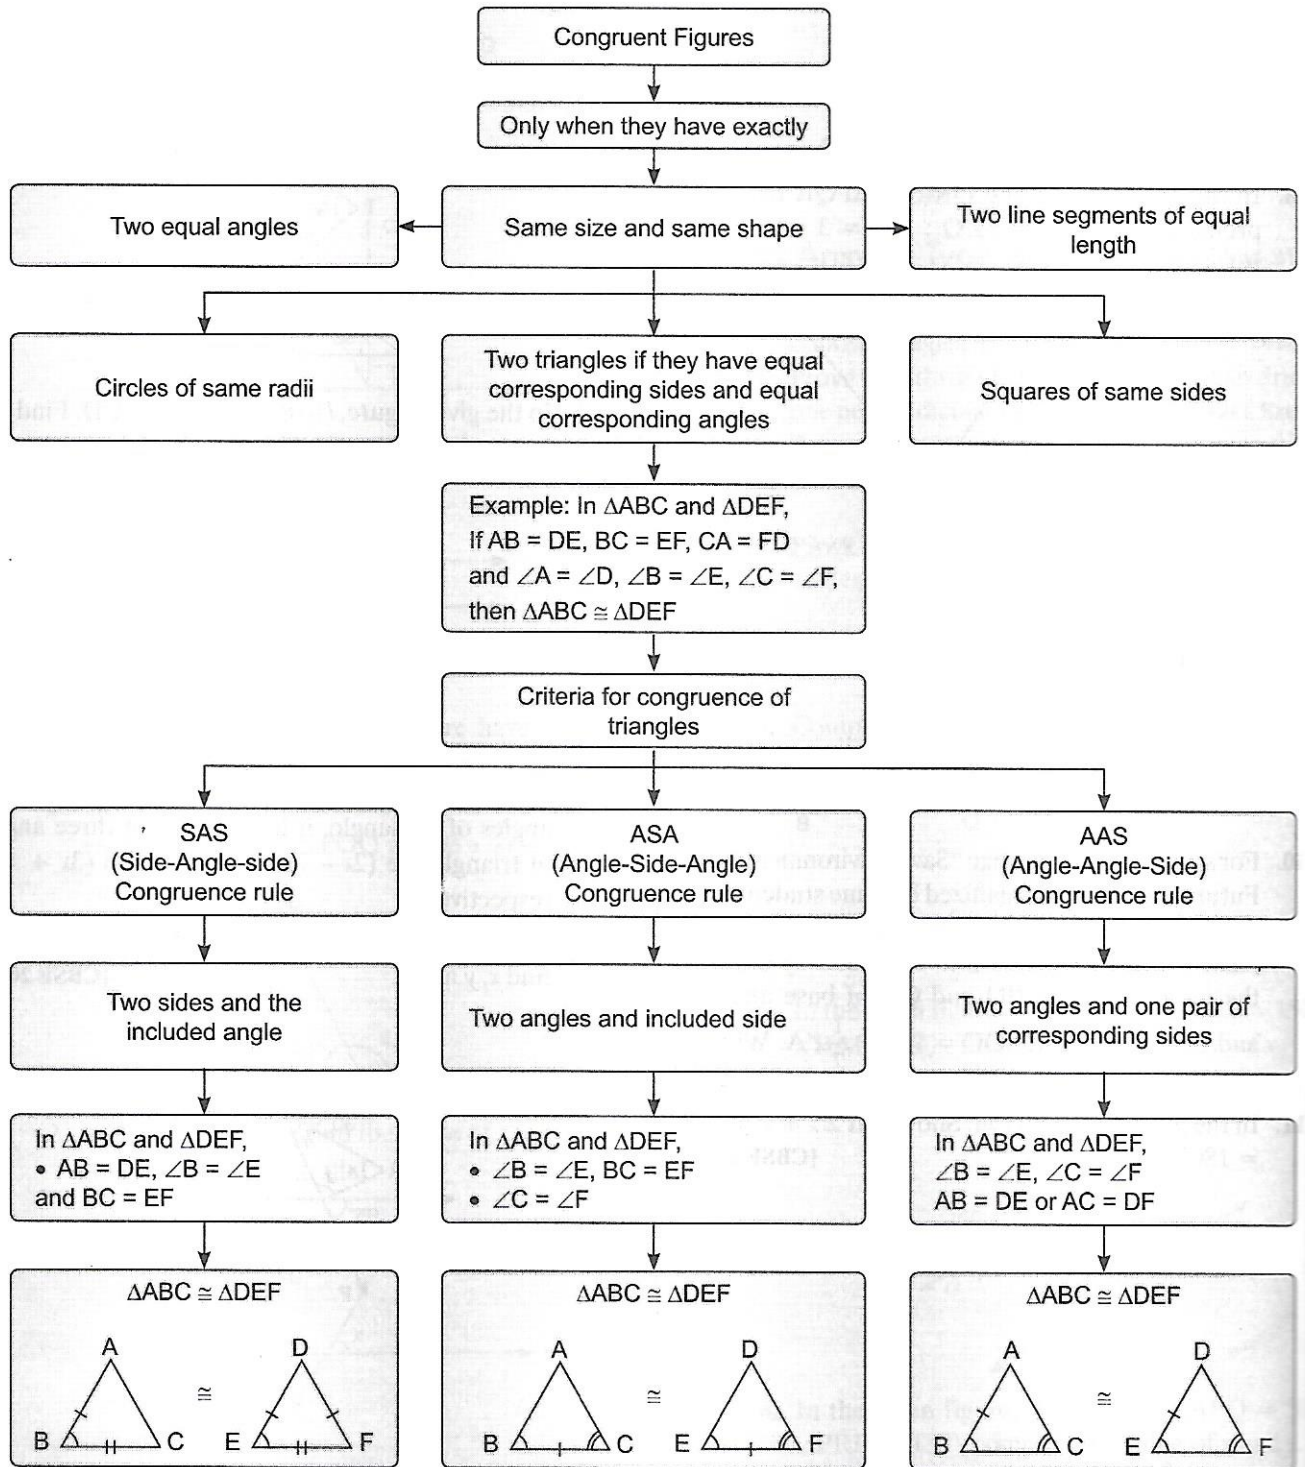 Congruent Figures
Only when they have exactly
Two equal angles
Same size and same shape
Two line segments of equal
length
Circles of same radii
Two triangles if they have equal
corresponding sides and equal
corresponding angles
Squares of same sides
Example: In ΔABC and ΔDEF,
If AB = DE, BC = EF, CA = FD
and ∠A = ∠D, ∠B = ∠E, ∠C = ∠F,
then ΔABC ≅ ΔDEF
Criteria for congruence of
triangles
SAS
(Side-Angle-side)
Congruence rule
ASA
(Angle-Side-Angle)
Congruence rule
AAS
(Angle-Angle-Side)
Congruence rule
Two sides and the
included angle
Two angles and included side
Two angles and one pair of
corresponding sides
In ΔABC and ΔDEF,
• AB = DE, ∠B = ∠E
and BC = EF
In ΔABC and ΔDEF,
• ∠B = ∠E, BC = EF
• ∠C = ∠F
In ΔABC and ΔDEF,
∠B = ∠E, ∠C = ∠F
AB = DE or AC = DF
ΔABC ≅ ΔDEF
A D
≅
B C E F
ΔABC ≅ ΔDEF
A D
≅
B C E F
ΔABC ≅ ΔDEF
A D
≅
B C E F